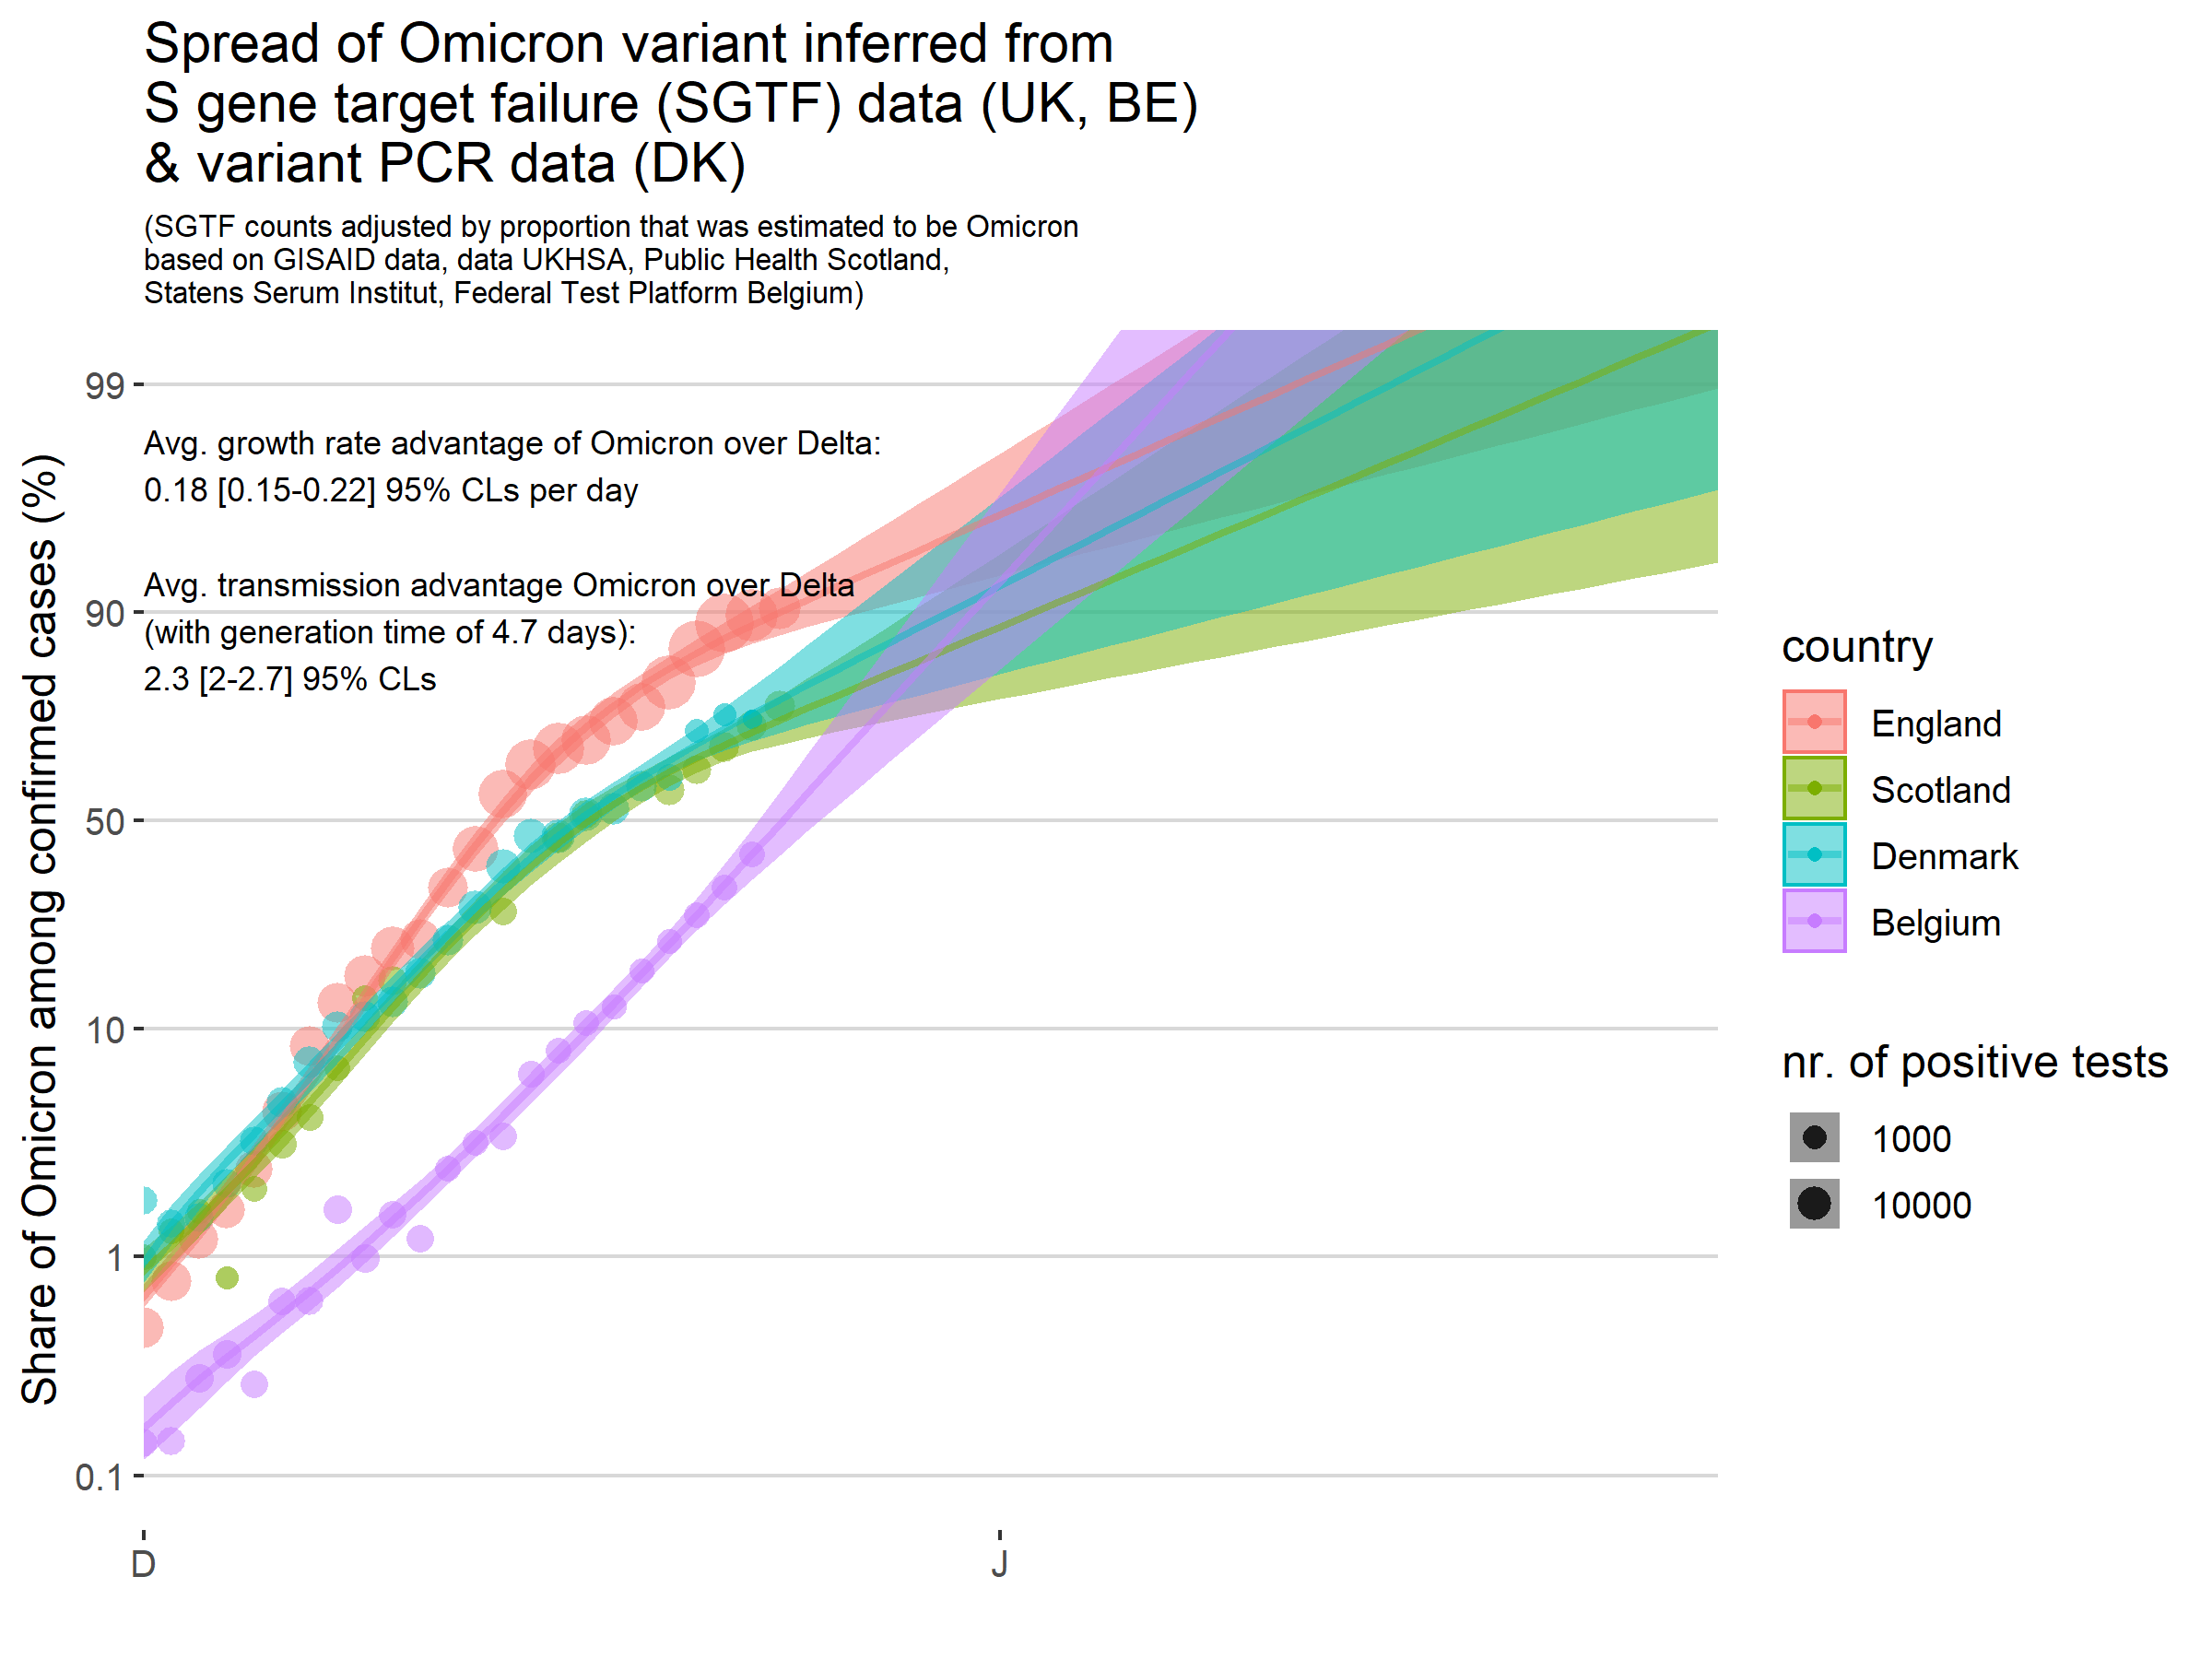 Spread of Omicron variant inferred from
S gene target failure (SGTF) data (UK, BE)
& variant PCR data (DK)
(SGTF counts adjusted by proportion that was estimated to be Omicron
based on GISAID data, data UKHSA, Public Health Scotland,
Statens Serum Institut, Federal Test Platform Belgium)
Share of Omicron among confirmed cases (%)
99
90
50
10
1
0.1
Avg. growth rate advantage of Omicron over Delta:
0.18 [0.15-0.22] 95% CLs per day
Avg. transmission advantage Omicron over Delta
(with generation time of 4.7 days):
2.3 [2-2.7] 95% CLs
D
J
country
England
Scotland
Denmark
Belgium
nr. of positive tests
1000
10000